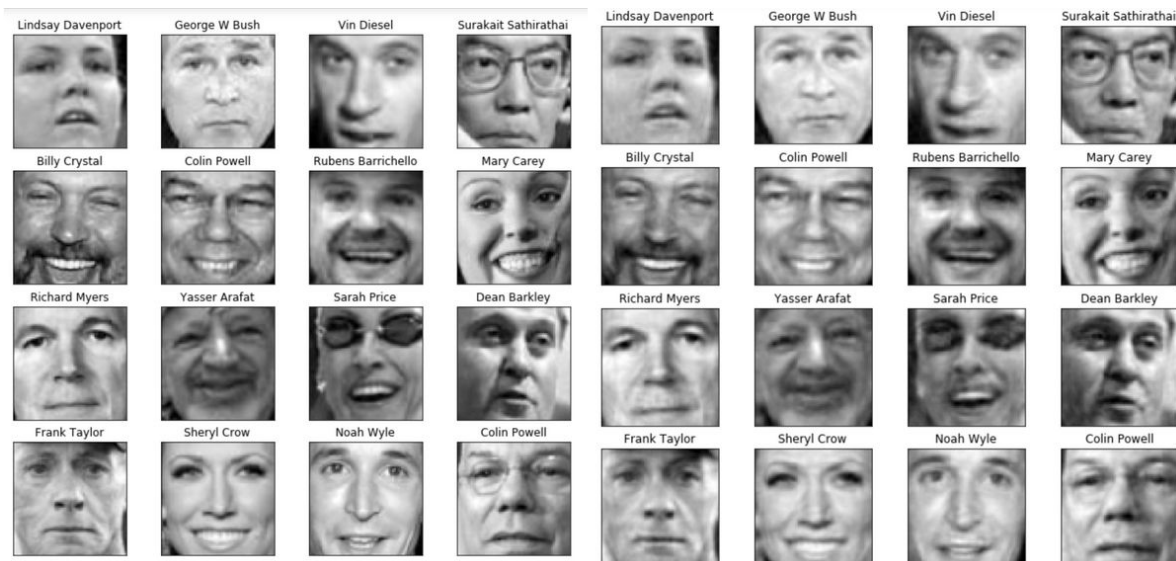 Lindsay Davenport George W Bush Vin Diesel Surakait Sathirathai
Billy Crystal Colin Powell Rubens Barrichello Mary Carey
Richard Myers Yasser Arafat Sarah Price Dean Barkley
Frank Taylor Sheryl Crow Noah Wyle Colin Powell
Lindsay Davenport George W Bush Vin Diesel Surakait Sathirathai
Billy Crystal Colin Powell Rubens Barrichello Mary Carey
Richard Myers Yasser Arafat Sarah Price Dean Barkley
Frank Taylor Sheryl Crow Noah Wyle Colin Powell